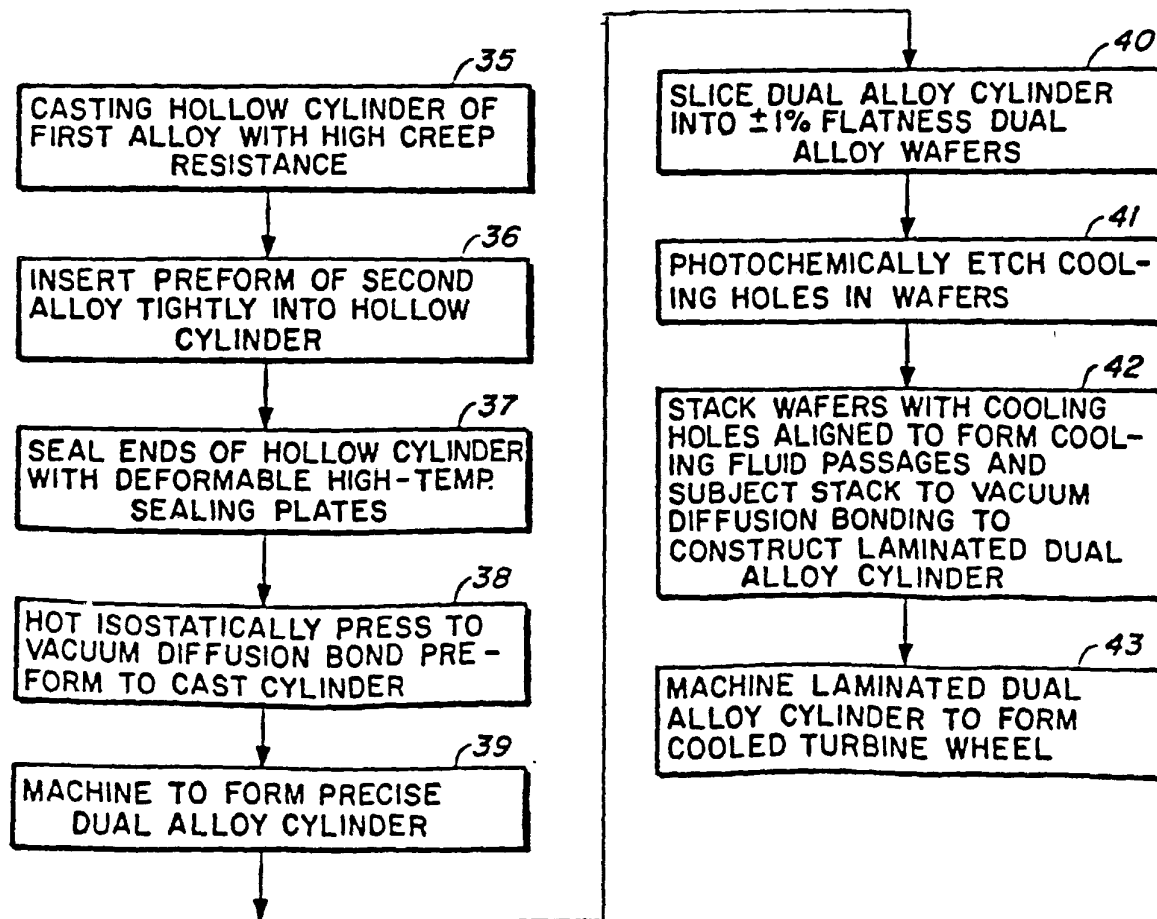 35
CASTING HOLLOW CYLINDER OF
FIRST ALLOY WITH HIGH CREEP
RESISTANCE
36
INSERT PREFORM OF SECOND
ALLOY TIGHTLY INTO HOLLOW
CYLINDER
37
SEAL ENDS OF HOLLOW CYLINDER
WITH DEFORMABLE HIGH-TEMP.
SEALING PLATES
38
HOT ISOSTATICALLY PRESS TO
VACUUM DIFFUSION BOND PRE-
FORM TO CAST CYLINDER
39
MACHINE TO FORM PRECISE
DUAL ALLOY CYLINDER
40
SLICE DUAL ALLOY CYLINDER
INTO ±1% FLATNESS DUAL
ALLOY WAFERS
41
PHOTOCHEMICALLY ETCH COOL-
ING HOLES IN WAFERS
42
STACK WAFERS WITH COOLING
HOLES ALIGNED TO FORM COOL-
ING FLUID PASSAGES AND
SUBJECT STACK TO VACUUM
DIFFUSION BONDING TO
CONSTRUCT LAMINATED DUAL
ALLOY CYLINDER
43
MACHINE LAMINATED DUAL
ALLOY CYLINDER TO FORM
COOLED TURBINE WHEEL